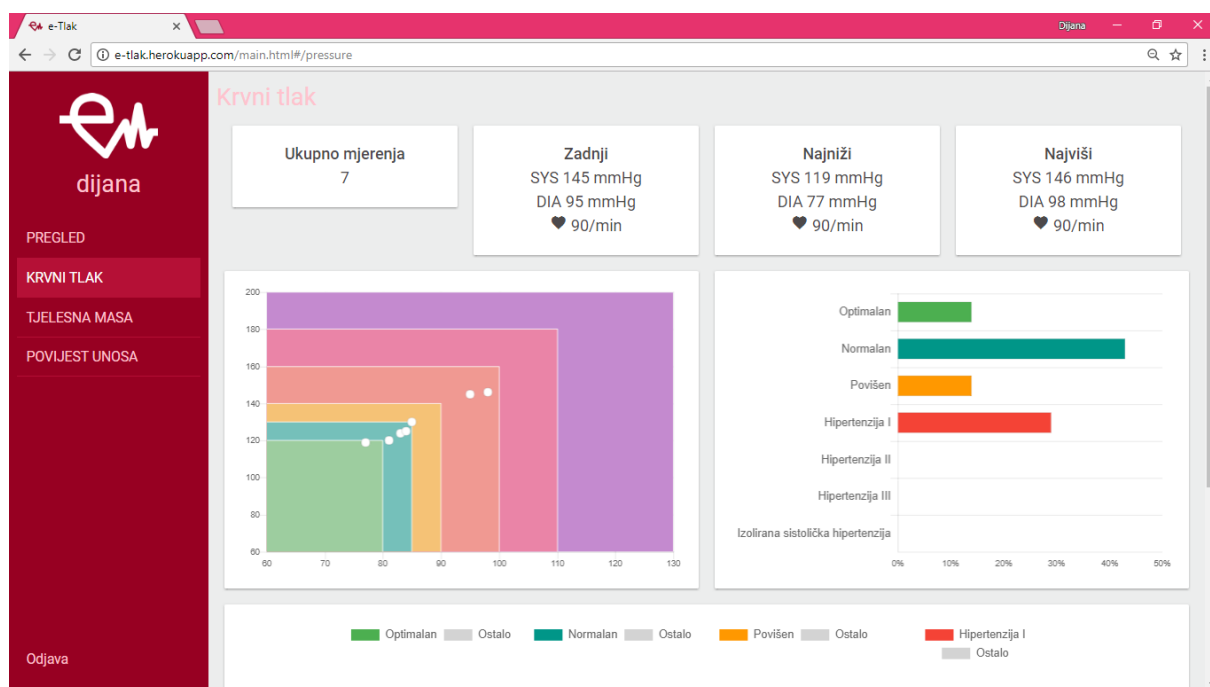 e-Tlak
Dijana
e-tlak.herokuapp.com/main.html#/pressure
dijana
PREGLED
KRVNI TLAK
TJELESNA MASA
POVIJEST UNOSA
Odjava
Krvni tlak
Ukupno mjerenja
7
Zadnji
SYS 145 mmHg
DIA 95 mmHg
90/min
Najniži
SYS 119 mmHg
DIA 77 mmHg
90/min
Najviši
SYS 146 mmHg
DIA 98 mmHg
90/min
200
180
160
140
120
100
80
60
60 70 80 90 100 110 120 130
Optimalan
Normalan
Povišen
Hipertenzija I
Hipertenzija II
Hipertenzija III
Izolirana sistolička hipertenzija
0% 10% 20% 30% 40% 50%
Optimalan Ostalo Normalan Ostalo Povišen Ostalo Hipertenzija I
Ostalo